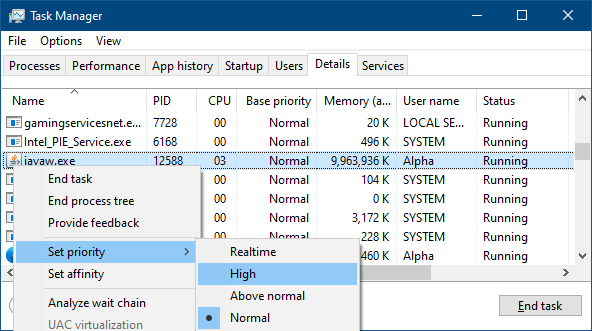 Task Manager
File Options View
Processes Performance App history Startup Users Details Services
Name PID CPU Base priority Memory (a... User name Status
gamingservicesnet.e... 7728 00 Normal 20 K LOCAL SE... Running
Intel_PIE_Service.exe 6168 00 Normal 496 K SYSTEM Running
javaw.exe 12588 03 Normal 9,963,936 K Alpha Running
End task 00 Normal 104 K SYSTEM Running
End process tree 00 Normal 0 K SYSTEM Running
Provide feedback 00 Normal 3,172 K SYSTEM Running
00 Normal 228 K SYSTEM Running
Set priority Realtime 460 K Alpha Running
Set affinity High
Above normal
Analyze wait chain Normal End task
UAC virtualization